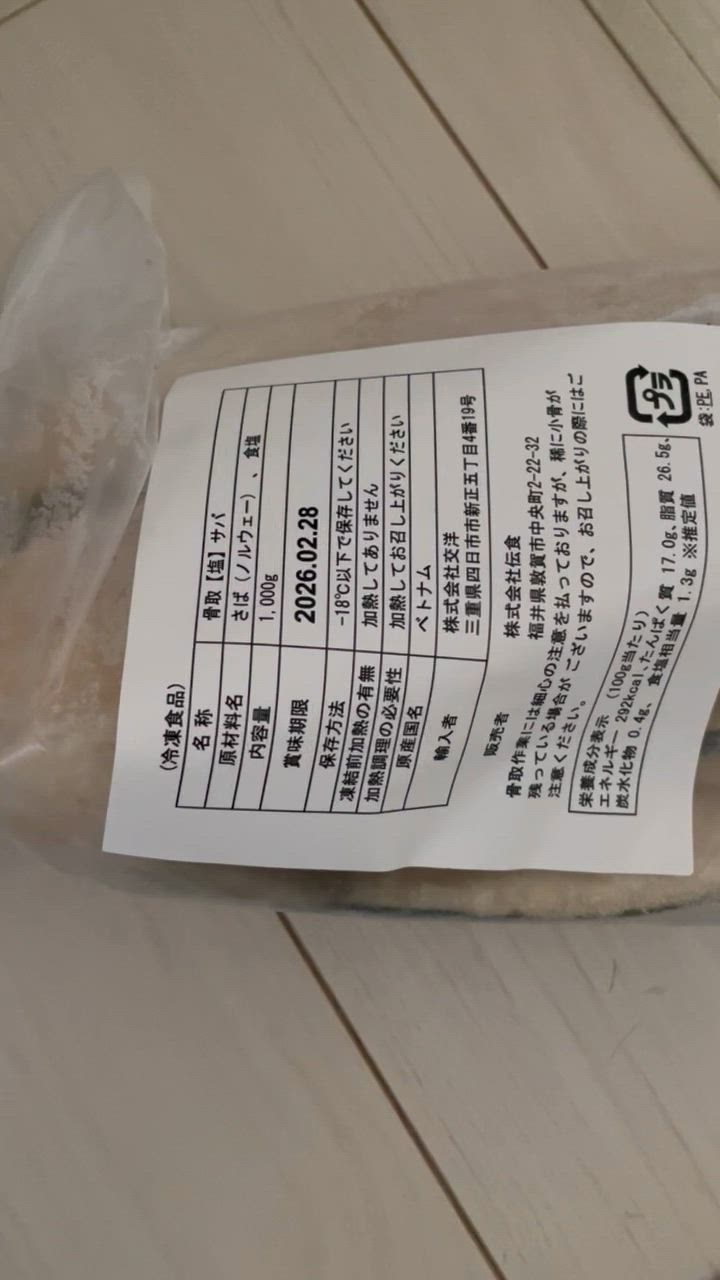 (冷凍食品)
名 称 骨取【塩】サバ
原材料名 さば（ノルウェー）、食塩
内容量 1,000g
賞味期限 2026.02.28
保存方法 -18℃以下で保存してください
凍結前加熱の有無 加熱してありません
加熱調理の必要性 加熱してお召し上がりください
原産国名 ベトナム
輸入者 株式会社交洋
三重県四日市市新正五丁目4番19号
販売者 株式会社伝食
福井県敦賀市中央町2-22-32
骨取作業には細心の注意を払っておりますが、稀に小骨が
残っている場合がございますので、お召し上がりの際にはご
注意ください。
栄養成分表示 (100g当たり)
エネルギー 292kcal、たんぱく質 17.0g、脂質 26.5g、
炭水化物 0.4g、 食塩相当量 1.3g ※推定値
プラ
袋:PE, PA